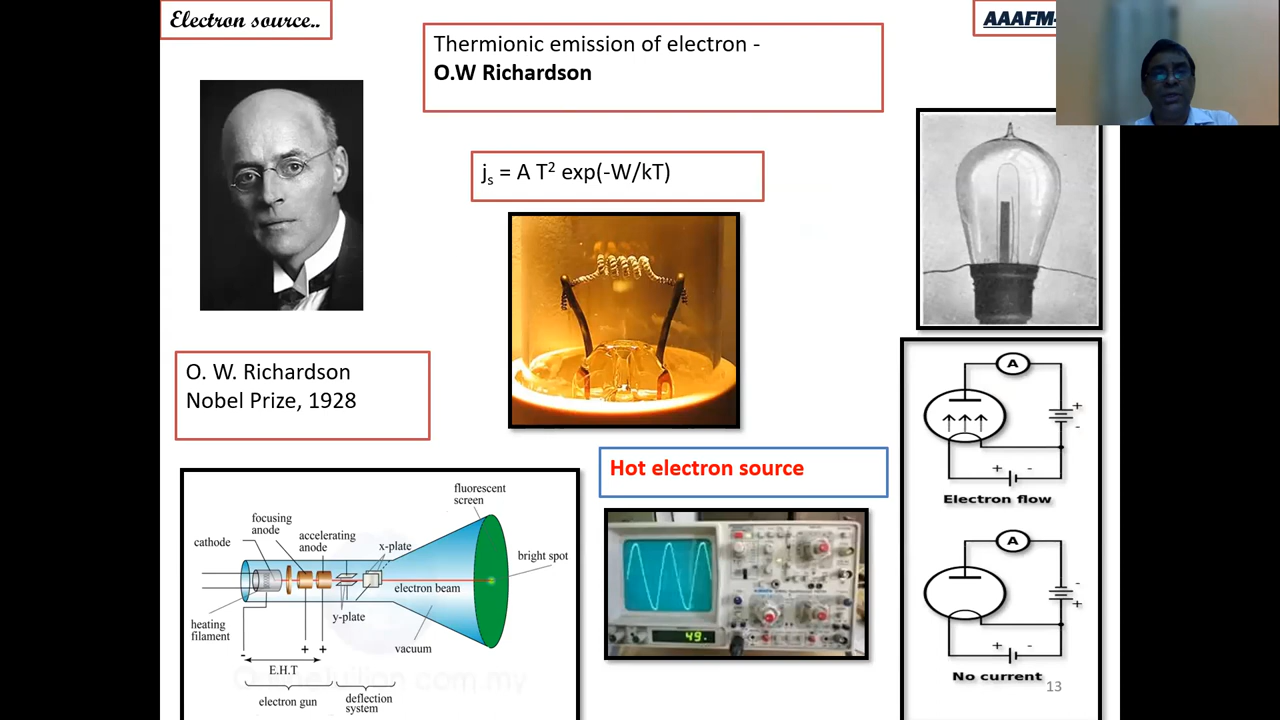 Electron source..
AAAFM-
Thermionic emission of electron -
O.W Richardson
js = A T² exp(-W/kT)
O. W. Richardson
Nobel Prize, 1928
Hot electron source
A
+
-
+ -
Electron flow
A
-
+
+ -
No current
13
fluorescent
screen
focusing
anode
accelerating
anode
cathode
x-plate
bright spot
electron beam
y-plate
heating
filament
vacuum
- + +
E.H.T
electron gun
deflection
system
49.